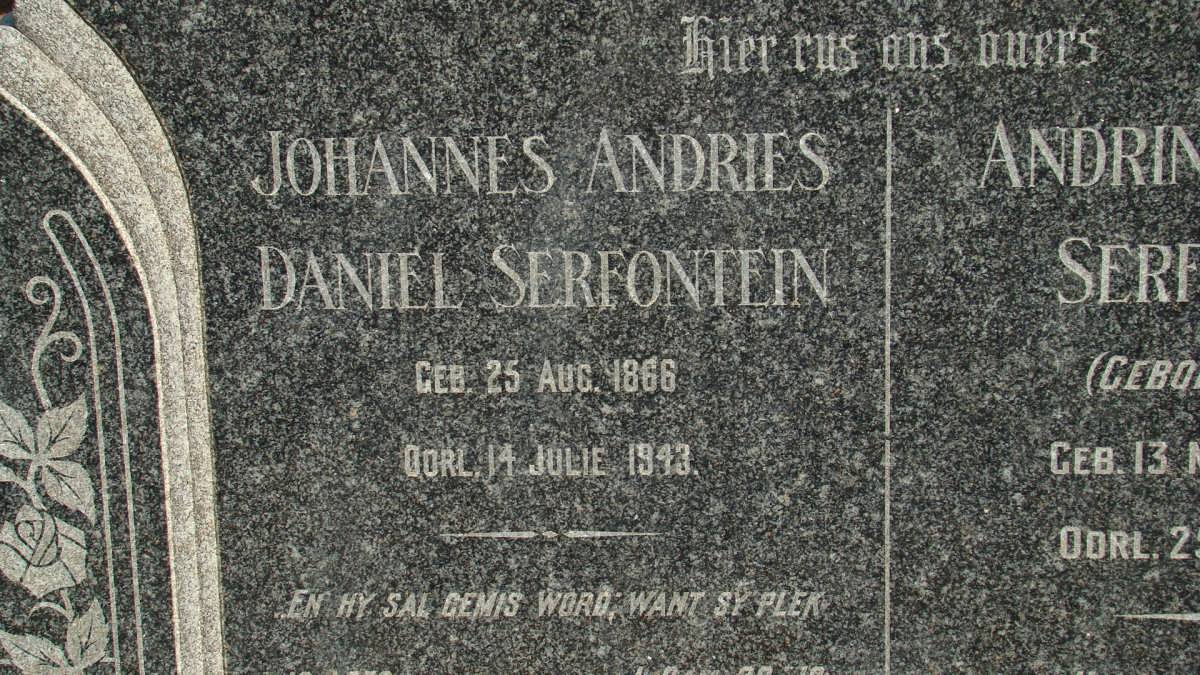 Hier rus ons ouers
JOHANNES ANDRIES
DANIEL SERFONTEIN
GEB. 25 AUG. 1866
OORL. 14 JULIE 1943.
EN HY SAL GEMIS WORD, WANT SY PLEK
ANDRIN
SERF
(GEBO
GEB. 13
OORL. 2